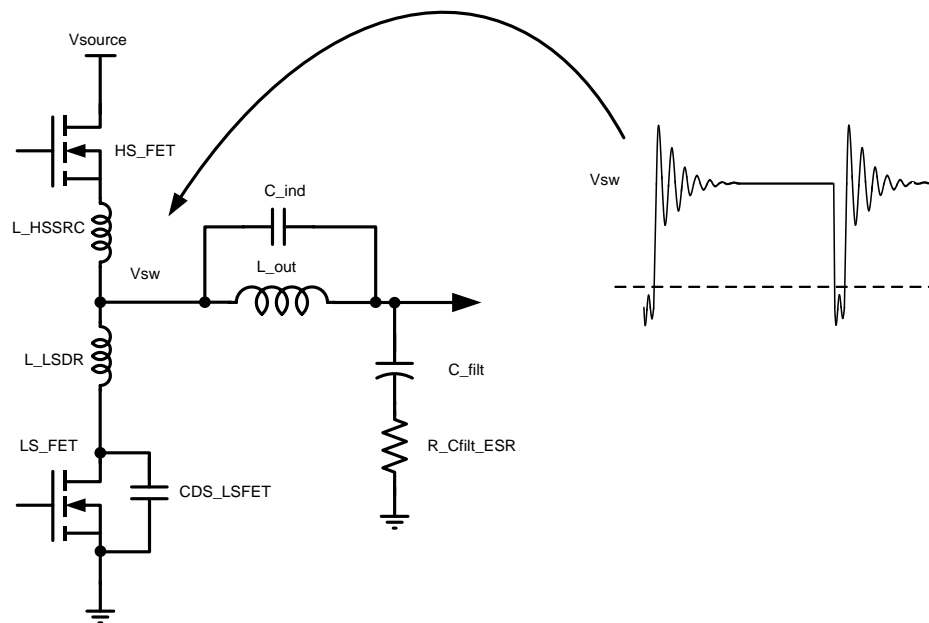 Vsource
HS_FET
L_HSSRC
C_ind
Vsw
L_out
L_LSDR
C_filt
LS_FET
R_Cfilt_ESR
CDS_LSFET
Vsw